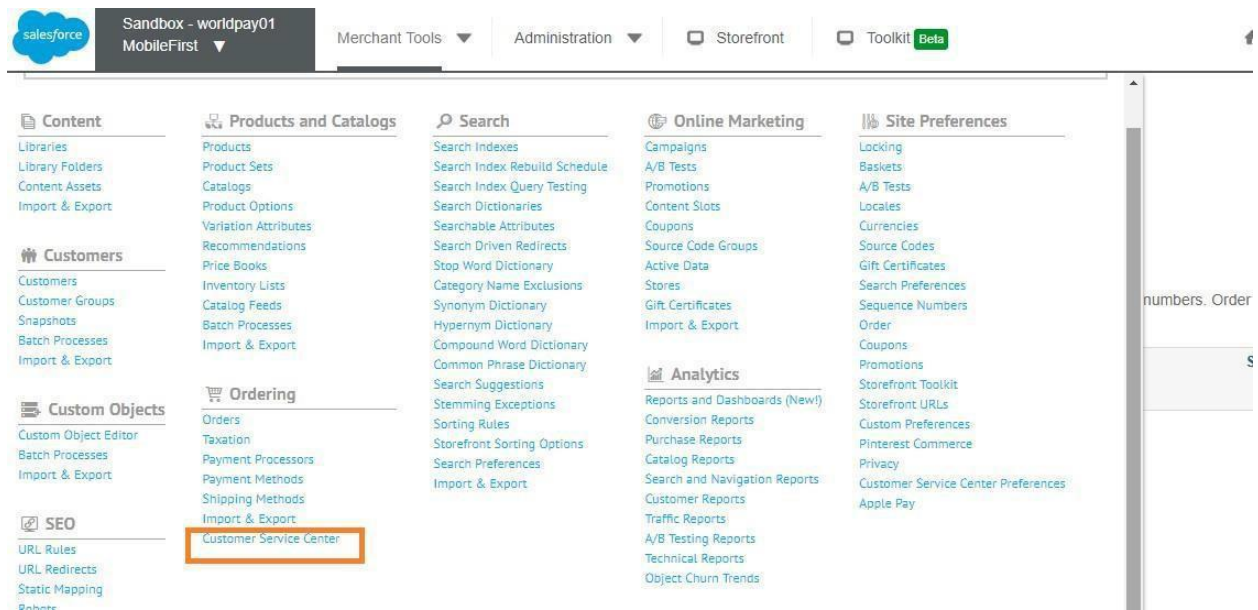 salesforce
Sandbox - worldpay01
MobileFirst
Merchant Tools
Administration
Storefront
Toolkit Beta
Content
Libraries
Library Folders
Content Assets
Import & Export
Customers
Customers
Customer Groups
Snapshots
Batch Processes
Import & Export
Custom Objects
Custom Object Editor
Batch Processes
Import & Export
SEO
URL Rules
URL Redirects
Static Mapping
Robots
Products and Catalogs
Products
Product Sets
Catalogs
Product Options
Variation Attributes
Recommendations
Price Books
Inventory Lists
Catalog Feeds
Batch Processes
Import & Export
Ordering
Orders
Taxation
Payment Processors
Payment Methods
Shipping Methods
Import & Export
Customer Service Center
Search
Search Indexes
Search Index Rebuild Schedule
Search Index Query Testing
Search Dictionaries
Searchable Attributes
Search Driven Redirects
Stop Word Dictionary
Category Name Exclusions
Synonym Dictionary
Hypernym Dictionary
Compound Word Dictionary
Common Phrase Dictionary
Search Suggestions
Stemming Exceptions
Sorting Rules
Storefront Sorting Options
Search Preferences
Import & Export
Online Marketing
Campaigns
A/B Tests
Promotions
Content Slots
Coupons
Source Code Groups
Active Data
Stores
Gift Certificates
Import & Export
Analytics
Reports and Dashboards (New!)
Conversion Reports
Purchase Reports
Catalog Reports
Search and Navigation Reports
Customer Reports
Traffic Reports
A/B Testing Reports
Technical Reports
Object Churn Trends
Site Preferences
Locking
Baskets
A/B Tests
Locales
Currencies
Source Codes
Gift Certificates
Search Preferences
Sequence Numbers
Order
Coupons
Promotions
Storefront Toolkit
Storefront URLs
Custom Preferences
Pinterest Commerce
Privacy
Customer Service Center Preferences
Apple Pay
numbers. Order
S